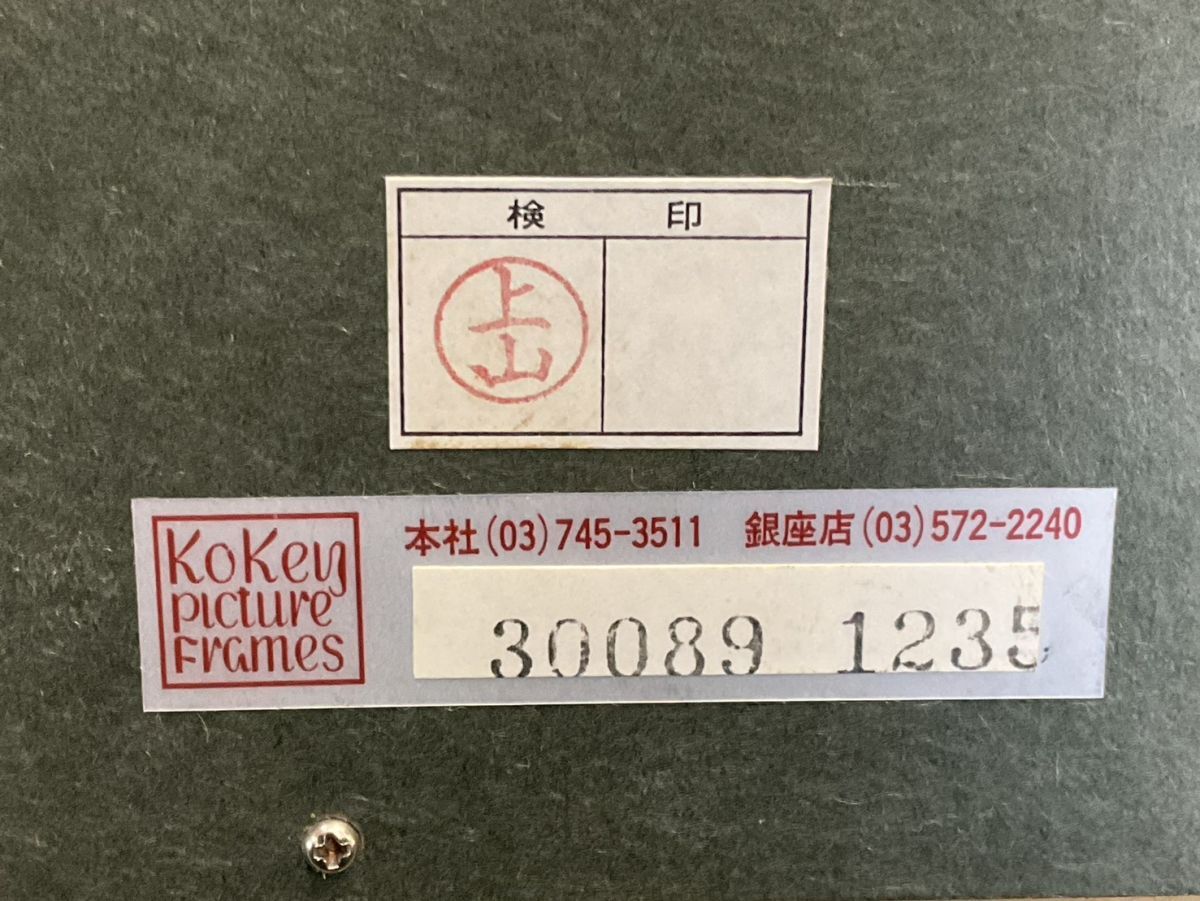 検 印
上
山
KoKey
picture
Frames
本社(03)745-3511 銀座店(03)572-2240
30089 1235